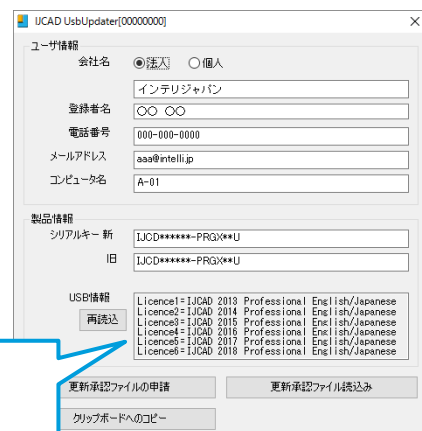 IJCAD UsbUpdater[00000000]
ユーザ情報
会社名
法人
個人
インテリジャパン
登録者名
○○ ○○
電話番号
000-000-0000
メールアドレス
aaa@intelli.jp
コンピュータ名
A-01
製品情報
シリアルキー 新
IJCD******-PRGX**U
旧
IJCD******-PRGX**U
USB情報
再読込
Licence1=IJCAD 2013 Professional English/Japanese
Licence2=IJCAD 2014 Professional English/Japanese
Licence3=IJCAD 2015 Professional English/Japanese
Licence4=IJCAD 2016 Professional English/Japanese
Licence5=IJCAD 2017 Professional English/Japanese
Licence6=IJCAD 2018 Professional English/Japanese
更新承認ファイルの申請
更新承認ファイル読込み
クリップボードへのコピー